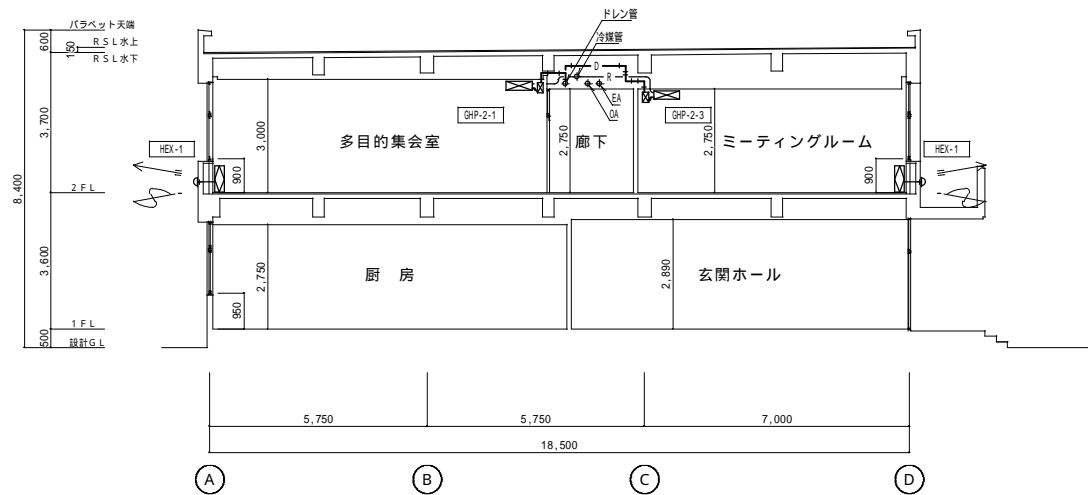 ドレン管
冷媒管
パラペット天端
RSL水上
RSL水下
600
150
D
R
EA
OA
GHP-2-1
GHP-2-3
多目的集会室
廊下
ミーティングルーム
3,700
3,000
2,750
2,750
HEX-1
HEX-1
900
900
2FL
8,400
3,600
厨 房
玄関ホール
2,750
2,890
950
1FL
500
設計GL
5,750
5,750
7,000
18,500
A
B
C
D